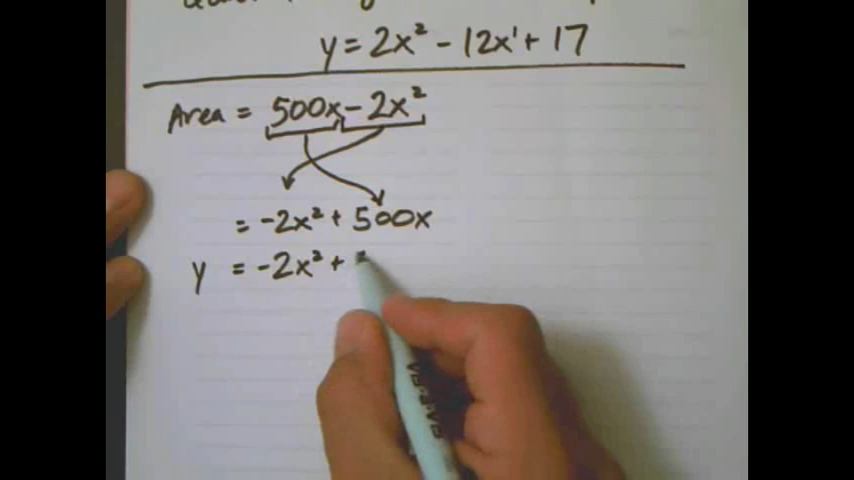 y = 2x² - 12x¹ + 17
Area = 500x - 2x²
= -2x² + 500x
y = -2x² +